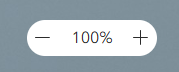 — 100% +